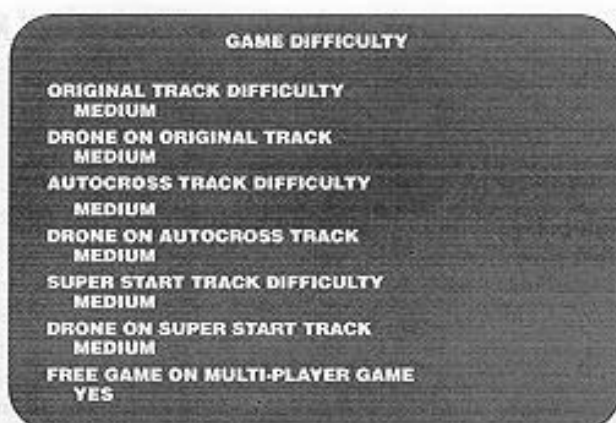 GAME DIFFICULTY
ORIGINAL TRACK DIFFICULTY
MEDIUM
DRONE ON ORIGINAL TRACK
MEDIUM
AUTOCROSS TRACK DIFFICULTY
MEDIUM
DRONE ON AUTOCROSS TRACK
MEDIUM
SUPER START TRACK DIFFICULTY
MEDIUM
DRONE ON SUPER START TRACK
MEDIUM
FREE GAME ON MULTI-PLAYER GAME
YES